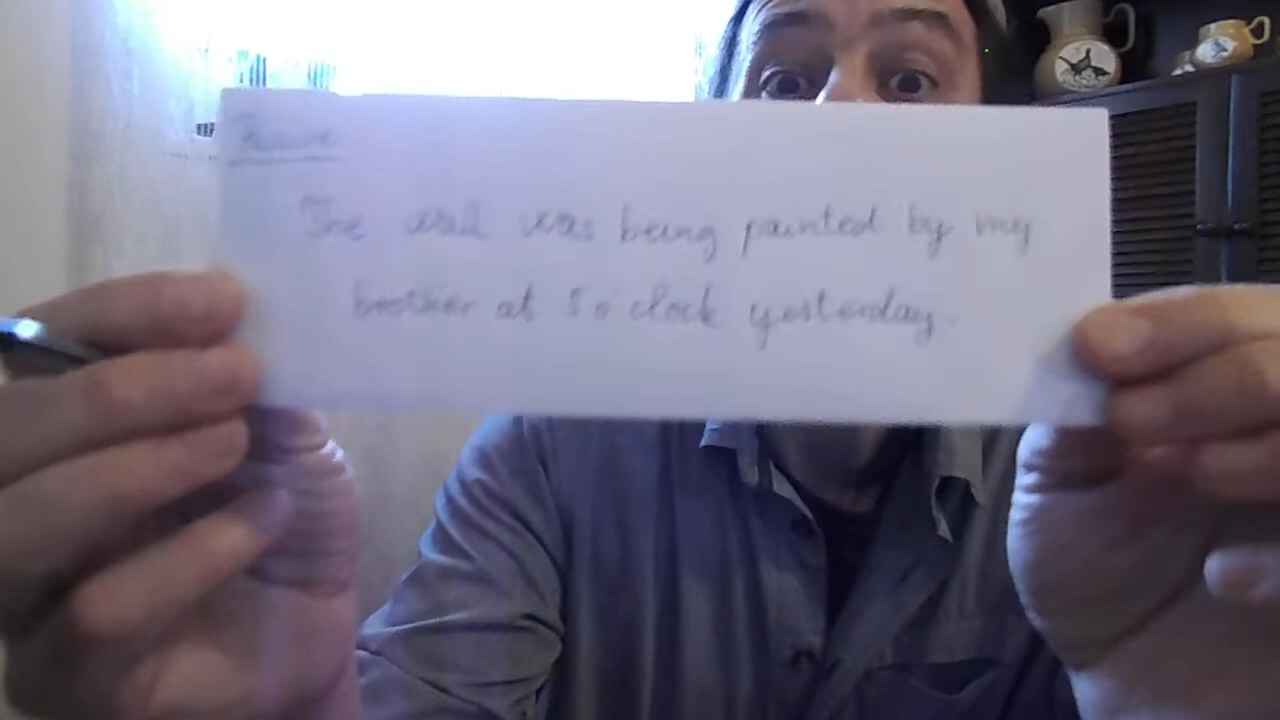 The wall was being painted by my
brother at 5 o'clock yesterday.